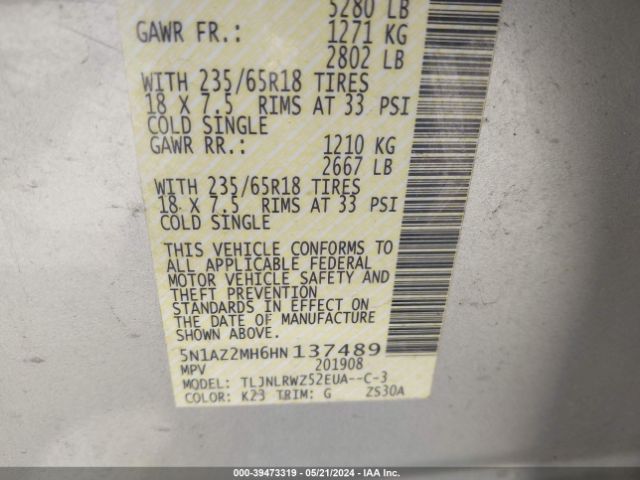 5280 LB
GAWR FR.: 1271 KG
2802 LB
WITH 235/65R18 TIRES
18 X 7.5 RIMS AT 33 PSI
COLD SINGLE
GAWR RR.: 1210 KG
2667 LB
WITH 235/65R18 TIRES
18 X 7.5 RIMS AT 33 PSI
COLD SINGLE
THIS VEHICLE CONFORMS TO
ALL APPLICABLE FEDERAL
MOTOR VEHICLE SAFETY AND
THEFT PREVENTION
STANDARDS IN EFFECT ON
THE DATE OF MANUFACTURE
SHOWN ABOVE.
5N1AZ2MH6HN 137489
MPV 201908
MODEL: TLJNLRWZ52EUA--C-3
COLOR: K23 TRIM: G ZS30A
000-39473319 - 05/21/2024 - IAA Inc.